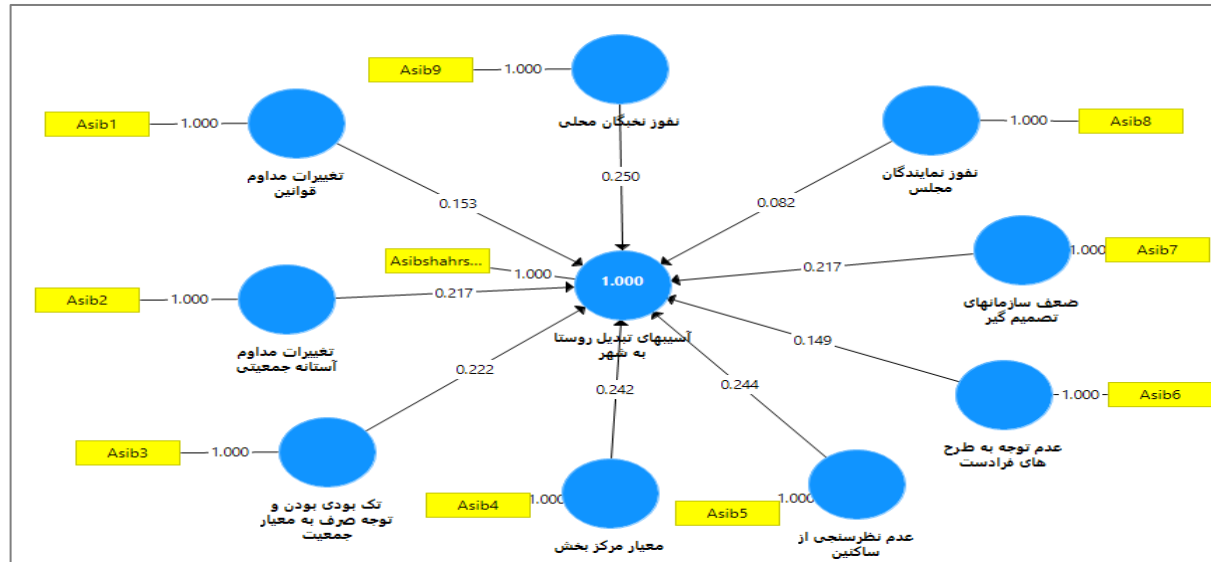 Asib9
1.000
نفوز نخبگان محلی
0.250
Asib1
1.000
تغییرات مداوم
قوانین
0.153
Asib8
1.000
نفوز نمایندگان
مجلس
0.082
Asibshahrs...
1.000
1.000
آسیبهای تبدیل روستا
به شهر
Asib7
1.000
ضعف سازمانهای
تصمیم گیر
0.217
Asib2
1.000
تغییرات مداوم
آستانه جمعیتی
0.217
Asib6
1.000
عدم توجه به طرح
های فرادست
0.149
Asib3
1.000
تک بودی بودن و
توجه صرف به معیار
جمعیت
0.222
Asib4
1.000
معیار مرکز بخش
0.242
Asib5
1.000
عدم نظرسنجی از
ساکنین
0.244